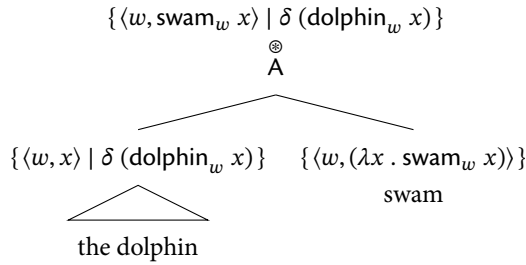 {⟨w, swam_w x⟩ | δ (dolphin_w x)}
⊛
A
{⟨w, x⟩ | δ (dolphin_w x)} {⟨w, (λx . swam_w x)⟩}
swam
the dolphin